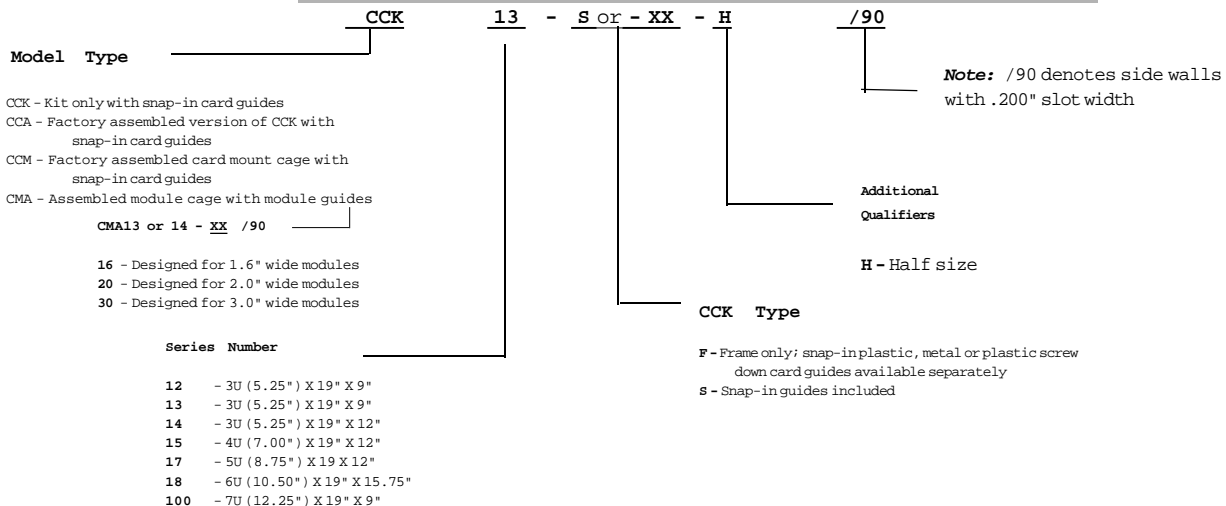 CCK 13 - S or - XX - H /90
Model Type
Note: /90 denotes side walls
with .200" slot width
CCK - Kit only with snap-in card guides
CCA - Factory assembled version of CCK with
snap-in card guides
CCM - Factory assembled card mount cage with
snap-in card guides
CMA - Assembled module cage with module guides
CMA13 or 14 - XX /90
16 - Designed for 1.6" wide modules
20 - Designed for 2.0" wide modules
30 - Designed for 3.0" wide modules
Additional
Qualifiers
H - Half size
CCK Type
F - Frame only; snap-in plastic, metal or plastic screw
down card guides available separately
S - Snap-in guides included
Series Number
12 - 3U (5.25") X 19" X 9"
13 - 3U (5.25") X 19" X 9"
14 - 3U (5.25") X 19" X 12"
15 - 4U (7.00") X 19" X 12"
17 - 5U (8.75") X 19 X 12"
18 - 6U (10.50") X 19" X 15.75"
100 - 7U (12.25") X 19" X 9"